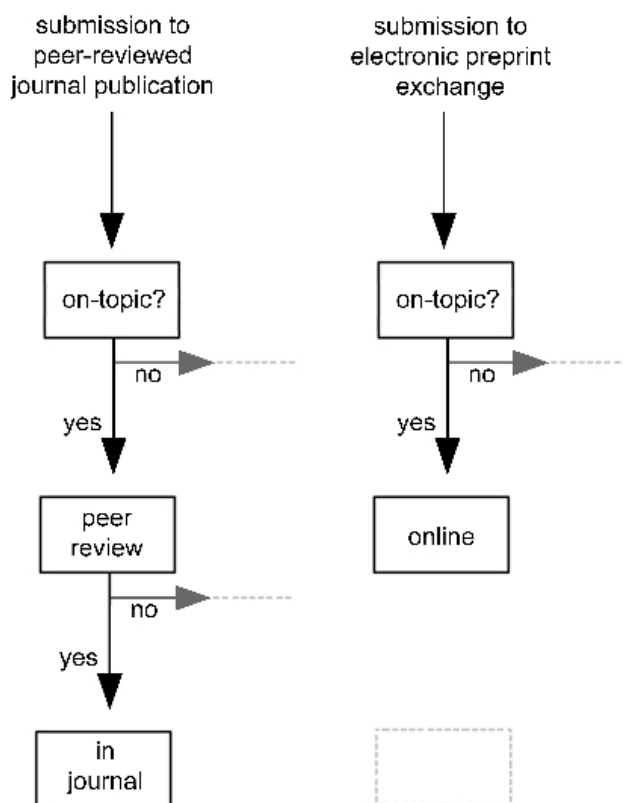 submission to
peer-reviewed
journal publication
on-topic?
no
yes
peer
review
no
yes
in
journal
submission to
electronic preprint
exchange
on-topic?
no
yes
online